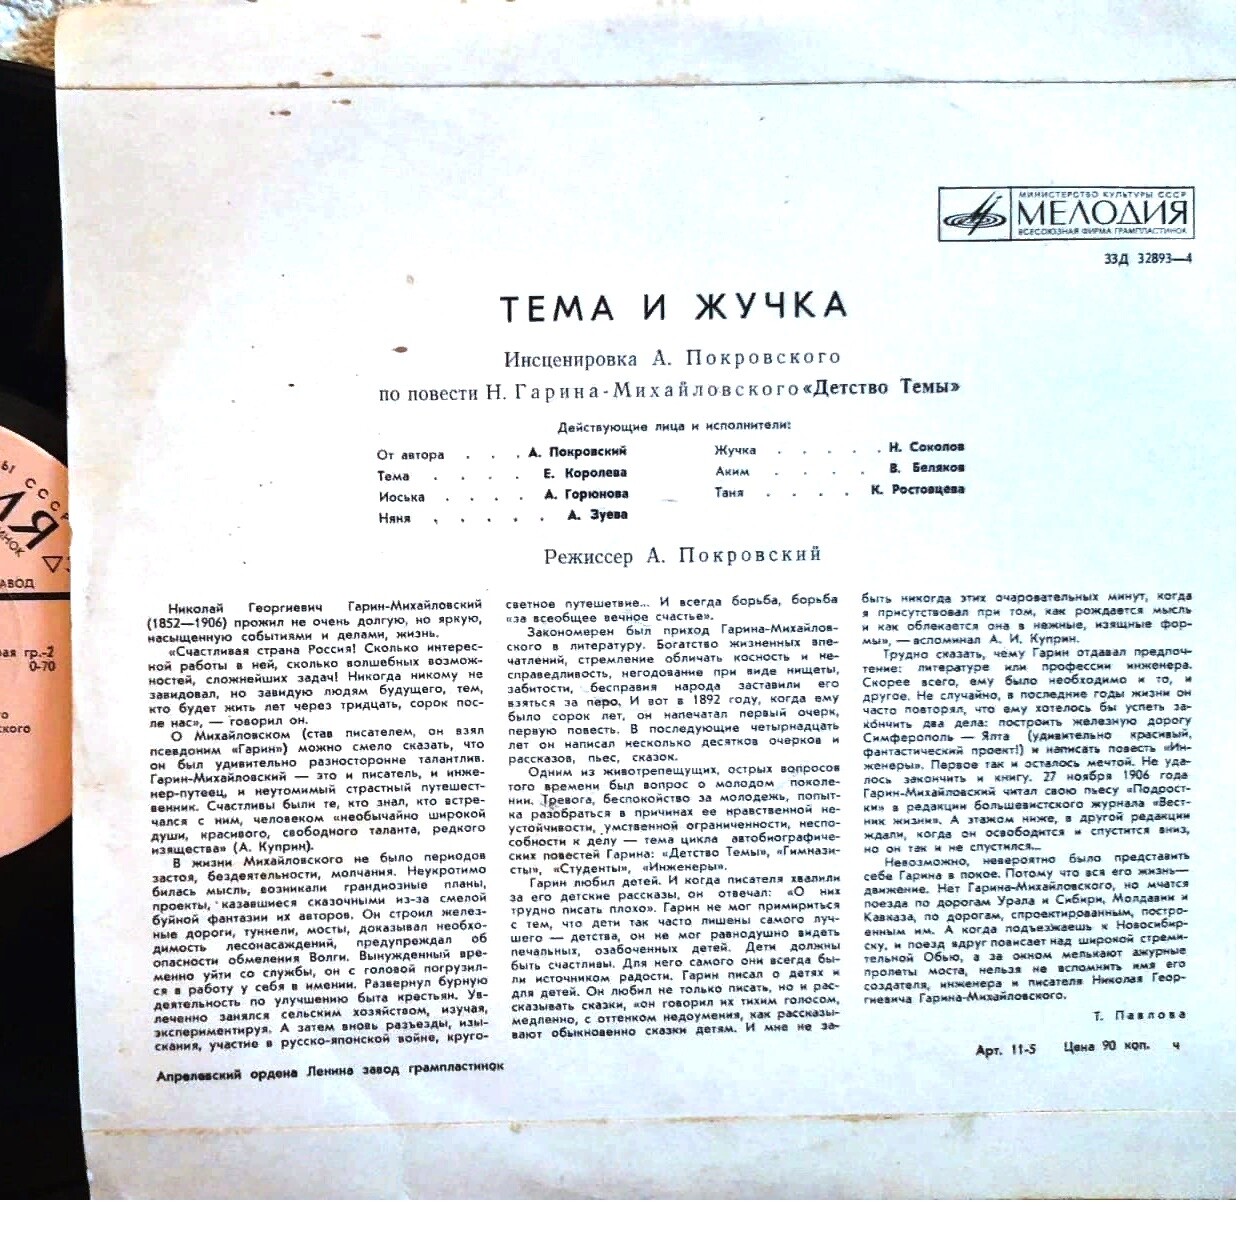 МИНИСТЕРСТВО КУЛЬТУРЫ СССР
МЕЛОДИЯ
ВСЕСОЮЗНАЯ ФИРМА ГРАМПЛАСТИНОК
33Д 32893—4
ТЕМА И ЖУЧКА
Инсценировка А. Покровского
по повести Н. Гарина-Михайловского «Детство Темы»
Действующие лица и исполнители:
От автора . . . А. Покровский
Тема . . . . Е. Королева
Иоська . . . . А. Горюнова
Няня . . . . . А. Зуева
Жучка . . . . . Н. Соколов
Аким . . . . В. Беляков
Таня . . . . К. Ростовцева
Режиссер А. Покровский
Николай Георгиевич Гарин-Михайловский
(1852—1906) прожил не очень долгую, но яркую,
насыщенную событиями и делами, жизнь.
«Счастливая страна Россия! Сколько интерес-
ной работы в ней, сколько волшебных возмож-
ностей, сложнейших задач! Никогда никому не
завидовал, но завидую людям будущего, тем,
кто будет жить лет через тридцать, сорок пос-
ле нас», — говорил он.
О Михайловском (став писателем, он взял
псевдоним «Гарин») можно смело сказать, что
он был удивительно разносторонне талантлив.
Гарин-Михайловский — это и писатель, и инже-
нер-путеец, и неутомимый страстный путешест-
венник. Счастливы были те, кто знал, кто встре-
чался с ним, человеком «необычайно широкой
души, красивого, свободного таланта, редкого
изящества» (А. Куприн).
В жизни Михайловского не было периодов
застоя, бездеятельности, молчания. Неукротимо
билась мысль, возникали грандиозные планы,
проекты, казавшиеся сказочными из-за смелой
буйной фантазии их авторов. Он строил желез-
ные дороги, туннели, мосты, доказывал необхо-
димость лесонасаждений, предупреждал об
опасности обмеления Волги. Вынужденный вре-
менно уйти со службы, он с головой погрузил-
ся в работу у себя в имении. Развернул бурную
деятельность по улучшению быта крестьян. Ув-
леченно занялся сельским хозяйством, изучая,
экспериментируя. А затем вновь разъезды, изы-
скания, участие в русско-японской войне, круго-
светное путешетвие... И всегда борьба, борьба
«за всеобщее вечное счастье».
Закономерен был приход Гарина-Михайлов-
ского в литературу. Богатство жизненных впе-
чатлений, стремление обличать косность и не-
справедливость, негодование при виде нищеты,
забитости, бесправия народа заставили его
взяться за перо. И вот в 1892 году, когда ему
было сорок лет, он напечатал первый очерк,
первую повесть. В последующие четырнадцать
лет он написал несколько десятков очерков и
рассказов, пьес, сказок.
Одним из животрепещущих, острых вопросов
того времени был вопрос о молодом поколе-
нии. Тревога, беспокойство за молодежь, попыт-
ка разобраться в причинах ее нравственной не-
устойчивости, умственной ограниченности, неспо-
собности к делу — тема цикла автобиографиче-
ских повестей Гарина: «Детство Темы», «Гимнази-
сты», «Студенты», «Инженеры».
Гарин любил детей. И когда писателя хвалили
за его детские рассказы, он отвечал: «О них
трудно писать плохо». Гарин не мог примириться
с тем, что дети так часто лишены самого луч-
шего — детства, он не мог равнодушно видеть
печальных, озабоченных детей. Дети должны
быть счастливы. Для него самого они всегда бы-
ли источником радости. Гарин писал о детях и
для детей. Он любил не только писать, но и рас-
сказывать сказки, «он говорил их тихим голосом,
медленно, с оттенком недоумения, как рассказы-
вают обыкновенно сказки детям. И мне не за-
быть никогда этих очаровательных минут, когда
я присутствовал при том, как рождается мысль
и как облекается она в нежные, изящные фор-
мы», — вспоминал А. И. Куприн.
Трудно сказать, чему Гарин отдавал предпоч-
тение: литературе или профессии инженера.
Скорее всего, ему было необходимо и то, и
другое. Не случайно, в последние годы жизни он
часто повторял, что ему хотелось бы успеть за-
кончить два дела: построить железную дорогу
Симферополь — Ялта (удивительно красивый,
фантастический проект!) и написать повесть «Ин-
женеры». Первое так и осталось мечтой. Не уда-
лось закончить и книгу. 27 ноября 1906 года
Гарин-Михайловский читал свою пьесу «Подрост-
ки» в редакции большевистского журнала «Вест-
ник жизни». А этажом ниже, в другой редакции
ждали, когда он освободится и спустится вниз,
но он так и не спустился...
Невозможно, невероятно было представить
себе Гарина в покое. Потому что вся его жизнь—
движение. Нет Гарина-Михайловского, но мчатся
поезда по дорогам Урала и Сибири, Молдавии и
Кавказа, по дорогам, спроектированным, постро-
енным им. А когда подъезжаешь к Новосибир-
ску, и поезд вдруг повисает над широкой стреми-
тельной Обью, а за окном мелькают ажурные
пролеты моста, нельзя не вспомнить имя его
создателя, инженера и писателя Николая Геор-
гиевича Гарина-Михайловского.
Т. Павлова
Арт. 11-5 Цена 90 коп. ч
Апрелевский ордена Ленина завод грампластинок
Ы СССР
ЛЯ
ИНОК
АВОД
ая гр.-2
0-70
го
ского